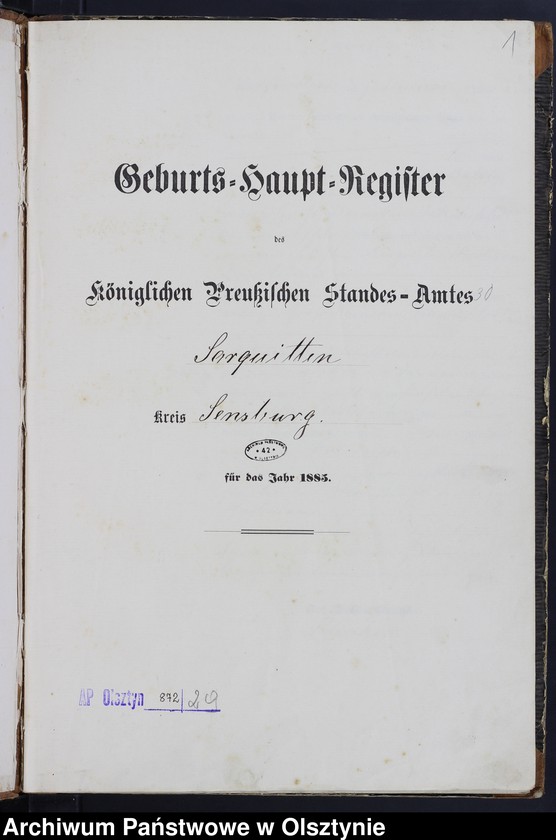 1
Geburts-Haupt-Register
des
Königlichen Preußischen Standes-Amtes 30
Sorquitten
Kreis Sensburg.
42
für das Jahr 1885.
AP Olsztyn 872/29
Archiwum Państwowe w Olsztynie